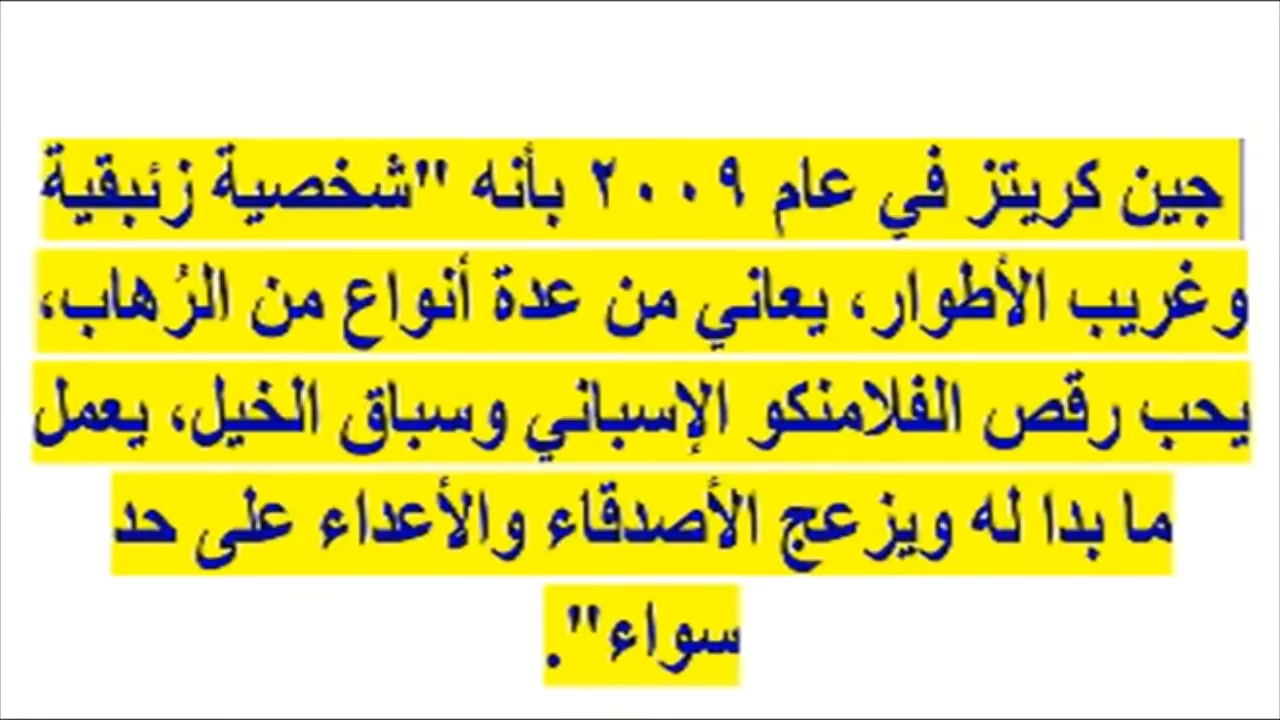 جين كريتز في عام ٢٠٠٩ بأنه "شخصية زئبقية
وغريب الأطوار، يعاني من عدة أنواع من الرُهاب،
يحب رقص الفلامنكو الإسباني وسباق الخيل، يعمل
ما بدا له ويزعج الأصدقاء والأعداء على حد
سواء".